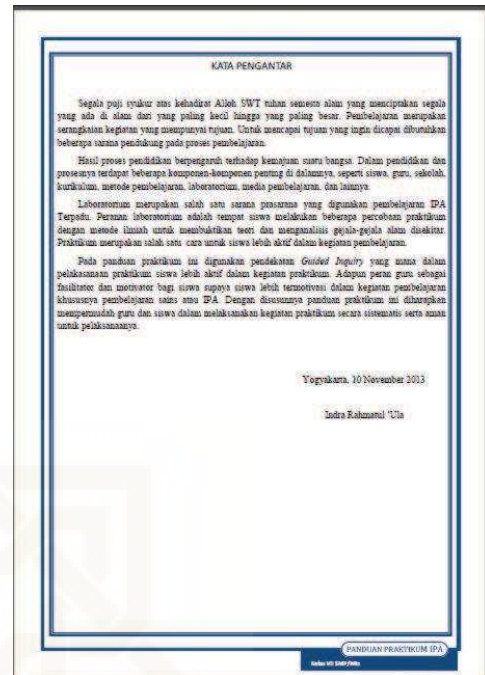 KATA PENGANTAR
Segala puji syukur atas kehadirat Alloh SWT tuhan semesta alam yang menciptakan segala
yang ada di alam dari yang paling kecil hingga yang paling besar. Pembelajaran merupakan
serangkaian kegiatan yang mempunyai tujuan. Untuk mencapai tujuan yang ingin dicapai dibutuhkan
beberapa sarana pendukung pada proses pembelajaran.
Hasil proses pendidikan berpengaruh terhadap kemajuan suatu bangsa. Dalam pendidikan dan
prosesnya terdapat beberapa komponen-komponen penting di dalamnya, seperti siswa, guru, sekolah,
kurikulum, metode pembelajaran, laboratorium, media pembelajaran, dan lainnya.
Laboratorium merupakan salah satu sarana prasarana yang digunakan pembelajaran IPA
Terpadu. Peranan laboratorium adalah tempat siswa melakukan beberapa percobaan praktikum
dengan metode ilmiah untuk membuktikan teori dan menganalisis gejala-gejala alam disekitar.
Praktikum merupakan salah satu cara untuk siswa lebih aktif dalam kegiatan pembelajaran.
Pada panduan praktikum ini digunakan pendekatan Guided Inquiry yang mana dalam
pelakasanaan praktikum siswa lebih aktif dalam kegiatan praktikum. Adapun peran guru sebagai
fasilitator dan motivator bagi siswa supaya siswa lebih termotivasi dalam kegiatan pembelajaran
khususnya pembelajaran sains atau IPA. Dengan disusunnya panduan praktikum ini diharapkan
mempermudah guru dan siswa dalam melaksanakan kegiatan praktikum secara sistematis serta aman
untuk pelaksanaanya.
Yogyakarta, 10 November 2013
Indra Rahmatul 'Ula
PANDUAN PRAKTIKUM IPA
Kelas VII SMP/MTs